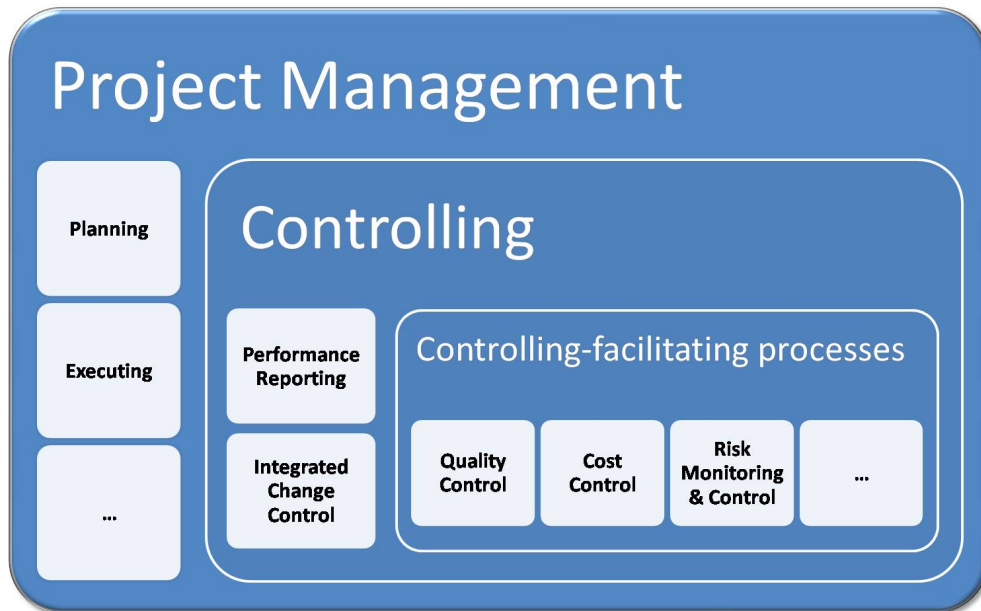 Project Management
Planning
Executing
...
Controlling
Performance
Reporting
Integrated
Change
Control
Controlling-facilitating processes
Quality
Control
Cost
Control
Risk
Monitoring
& Control
...